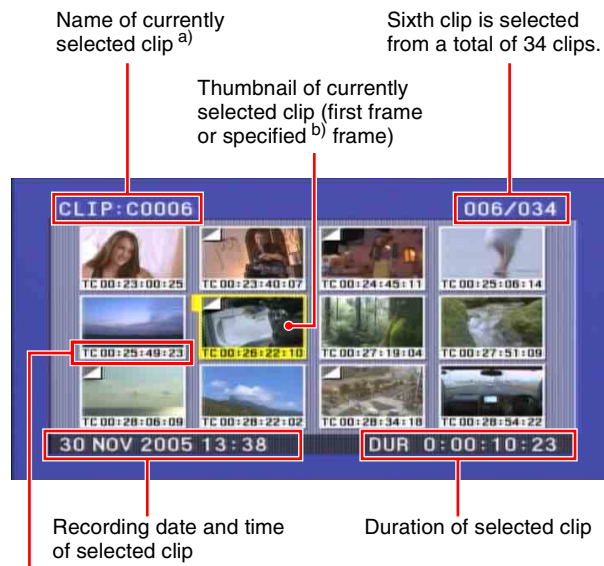 Name of currently
selected clip a)
Sixth clip is selected
from a total of 34 clips.
Thumbnail of currently
selected clip (first frame
or specified b) frame)
CLIP:C0006
006/034
TC 00:23:00:25
TC 00:23:40:07
TC 00:24:45:11
TC 00:25:06:14
TC 00:25:49:23
TC 00:26:22:10
TC 00:27:19:04
TC 00:27:51:09
TC 00:28:06:09
TC 00:28:22:02
TC 00:28:34:18
TC 00:28:54:22
30 NOV 2005 13:38
DUR 0:00:10:23
Recording date and time
of selected clip
Duration of selected clip